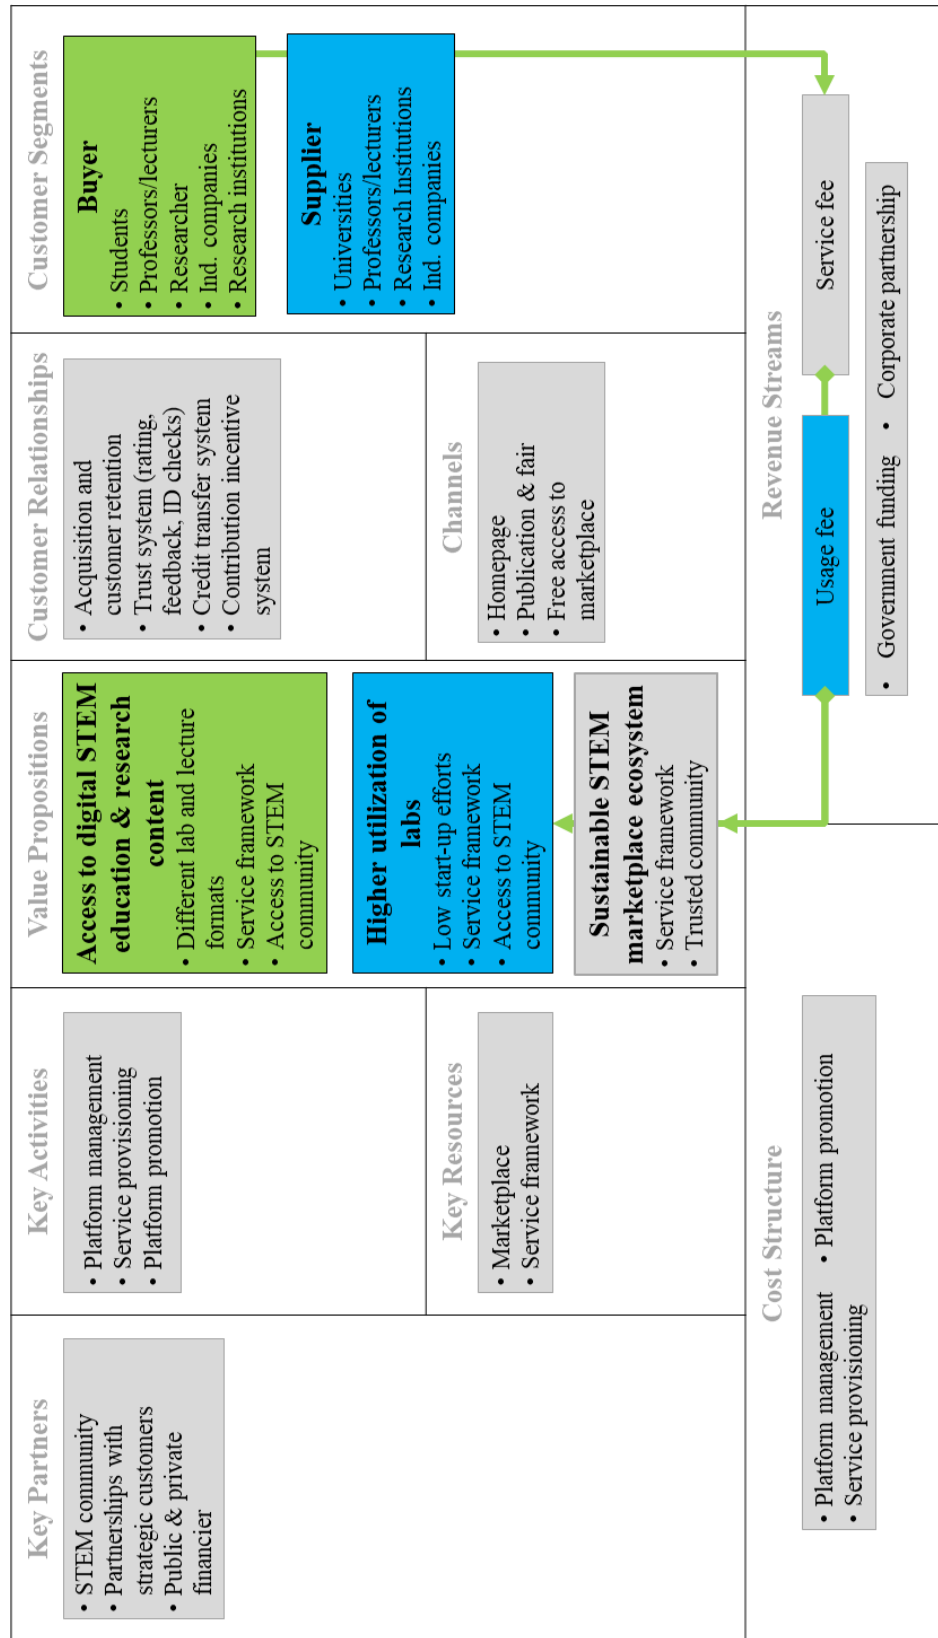 Key Partners
• STEM community
• Partnerships with
strategic customers
• Public & private
financier
Key Activities
• Platform management
• Service provisioning
• Platform promotion
Key Resources
• Marketplace
• Service framework
Value Propositions
Access to digital STEM
education & research
content
• Different lab and lecture
formats
• Service framework
• Access to STEM
community
Higher utilization of
labs
• Low start-up efforts
• Service framework
• Access to STEM
community
Sustainable STEM
marketplace ecosystem
• Service framework
• Trusted community
Customer Relationships
• Acquisition and
customer retention
• Trust system (rating,
feedback, ID checks)
• Credit transfer system
• Contribution incentive
system
Channels
• Homepage
• Publication & fair
• Free access to
marketplace
Customer Segments
Buyer
• Students
• Professors/lecturers
• Researcher
• Ind. companies
• Research institutions
Supplier
• Universities
• Professors/lecturers
• Research Institutions
• Ind. companies
Cost Structure
• Platform management • Platform promotion
• Service provisioning
Revenue Streams
Usage fee
Service fee
• Government funding • Corporate partnership